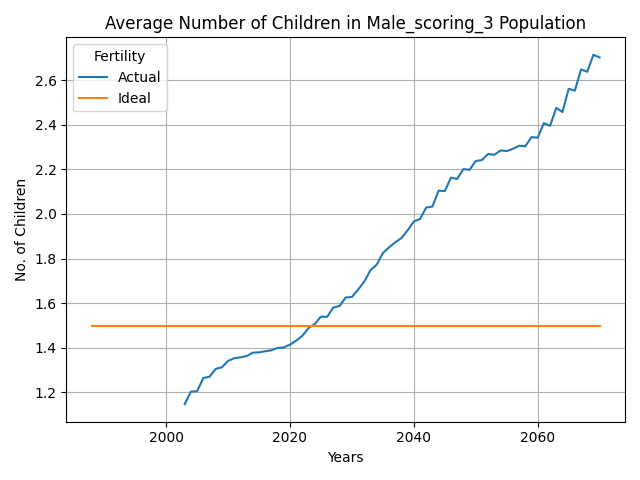 Average Number of Children in Male_scoring_3 Population
Fertility
Actual
Ideal
No. of Children
2.6
2.4
2.2
2.0
1.8
1.6
1.4
1.2
2000 2020 2040 2060
Years